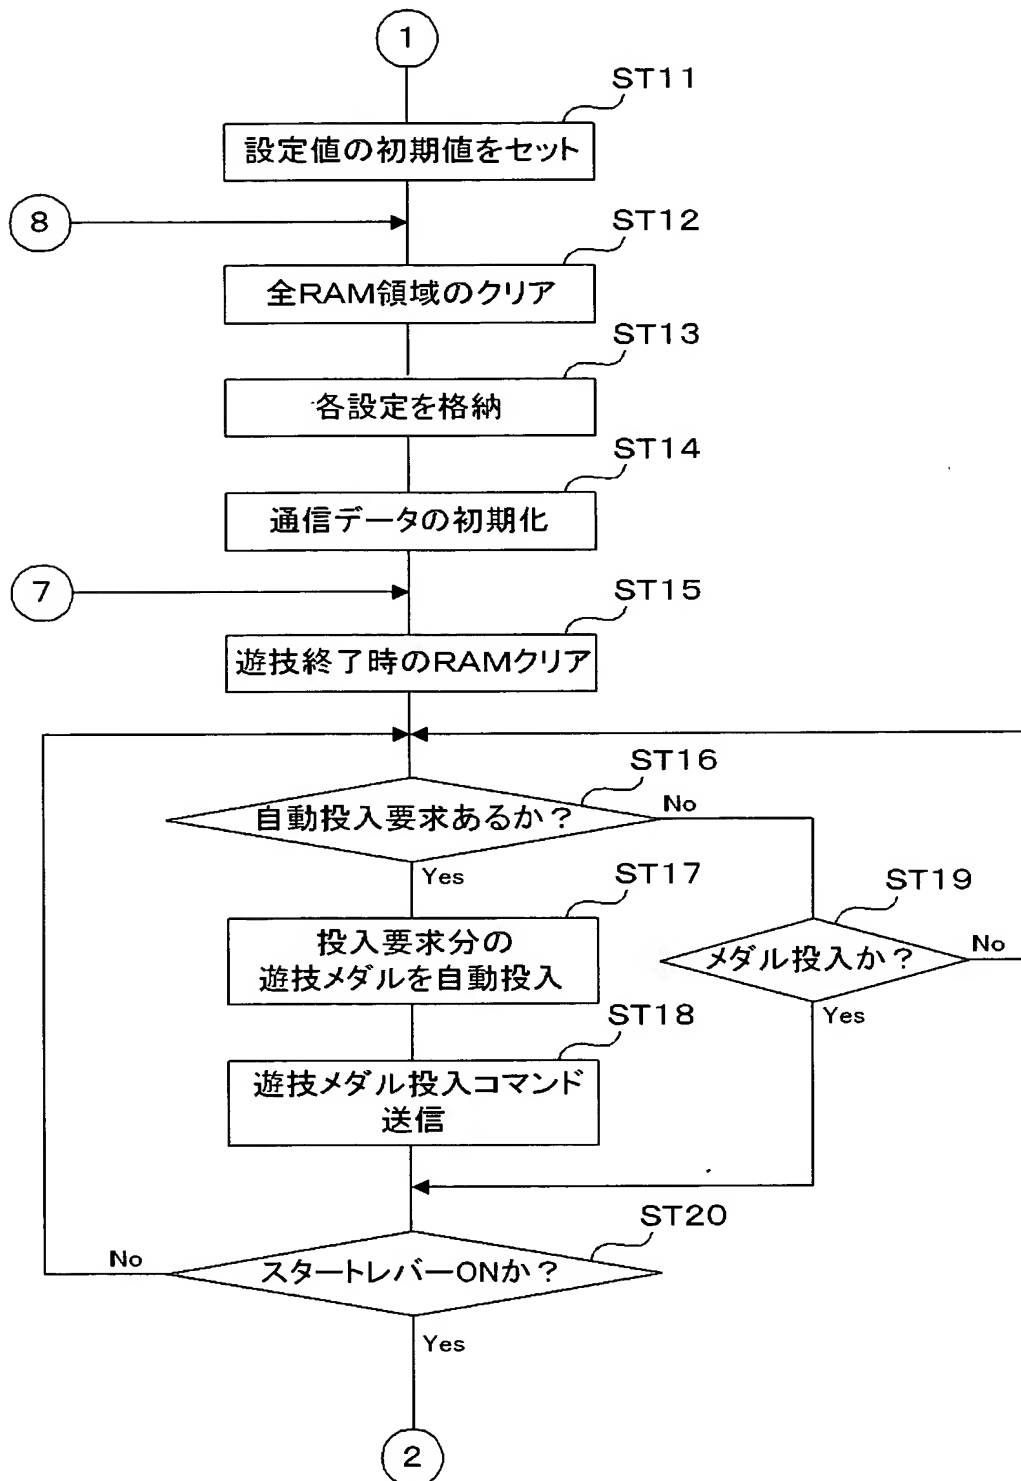 1
ST11
設定値の初期値をセット
8
ST12
全RAM領域のクリア
ST13
各設定を格納
ST14
通信データの初期化
7
ST15
遊技終了時のRAMクリア
ST16
自動投入要求あるか？
No
Yes
ST17
投入要求分の
遊技メダルを自動投入
ST19
メダル投入か？
No
Yes
ST18
遊技メダル投入コマンド
送信
ST20
スタートレバーONか？
No
Yes
2